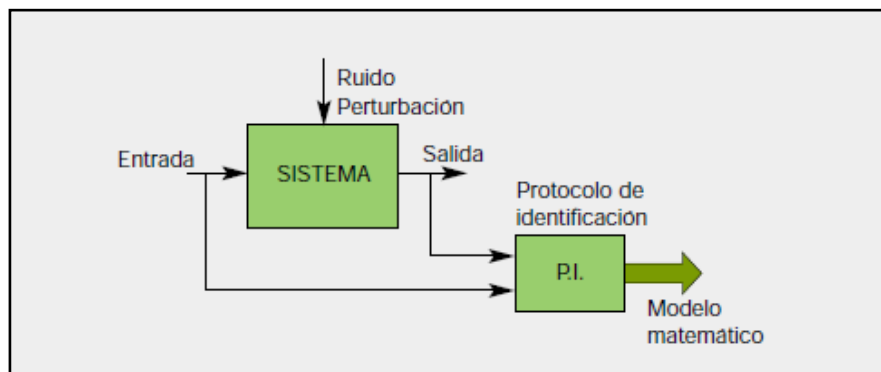 Ruido
Perturbación
Entrada
SISTEMA
Salida
Protocolo de
identificación
P.I.
Modelo
matemático